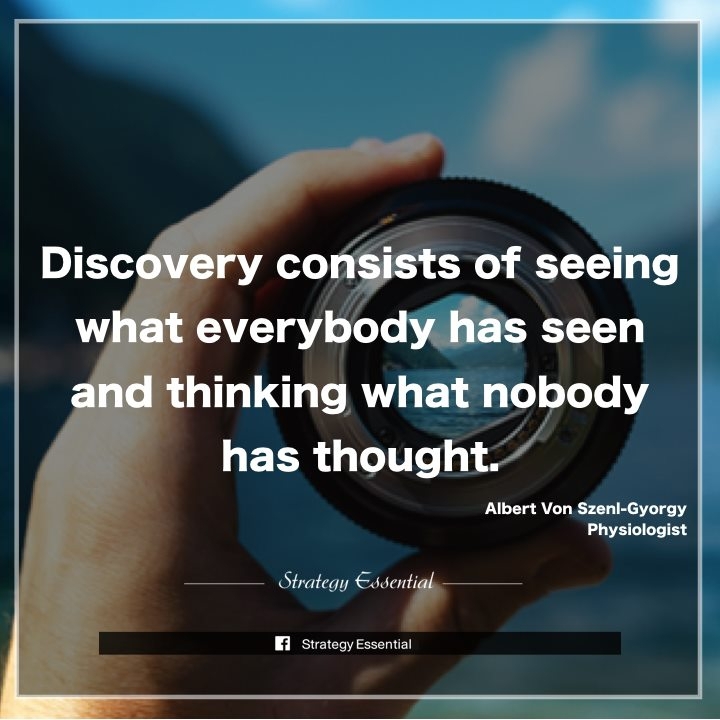 Discovery consists of seeing
what everybody has seen
and thinking what nobody
has thought.
Albert Von Szenl-Gyorgy
Physiologist
Strategy Essential
Strategy Essential